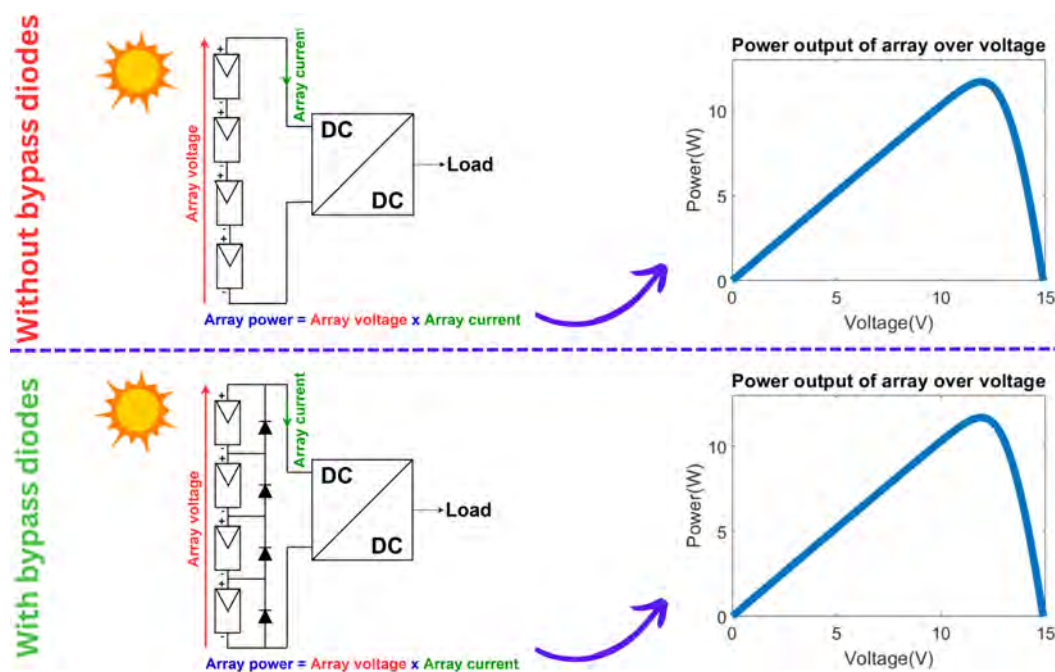 Without bypass diodes
Array voltage
+
-
+
-
+
-
+
-
Array current
DC
DC
Load
Array power = Array voltage x Array current
Power output of array over voltage
Power(W)
10
5
0
0 5 10 15
Voltage(V)
With bypass diodes
Array voltage
+
-
+
-
+
-
+
-
Array current
DC
DC
Load
Array power = Array voltage x Array current
Power output of array over voltage
Power(W)
10
5
0
0 5 10 15
Voltage(V)